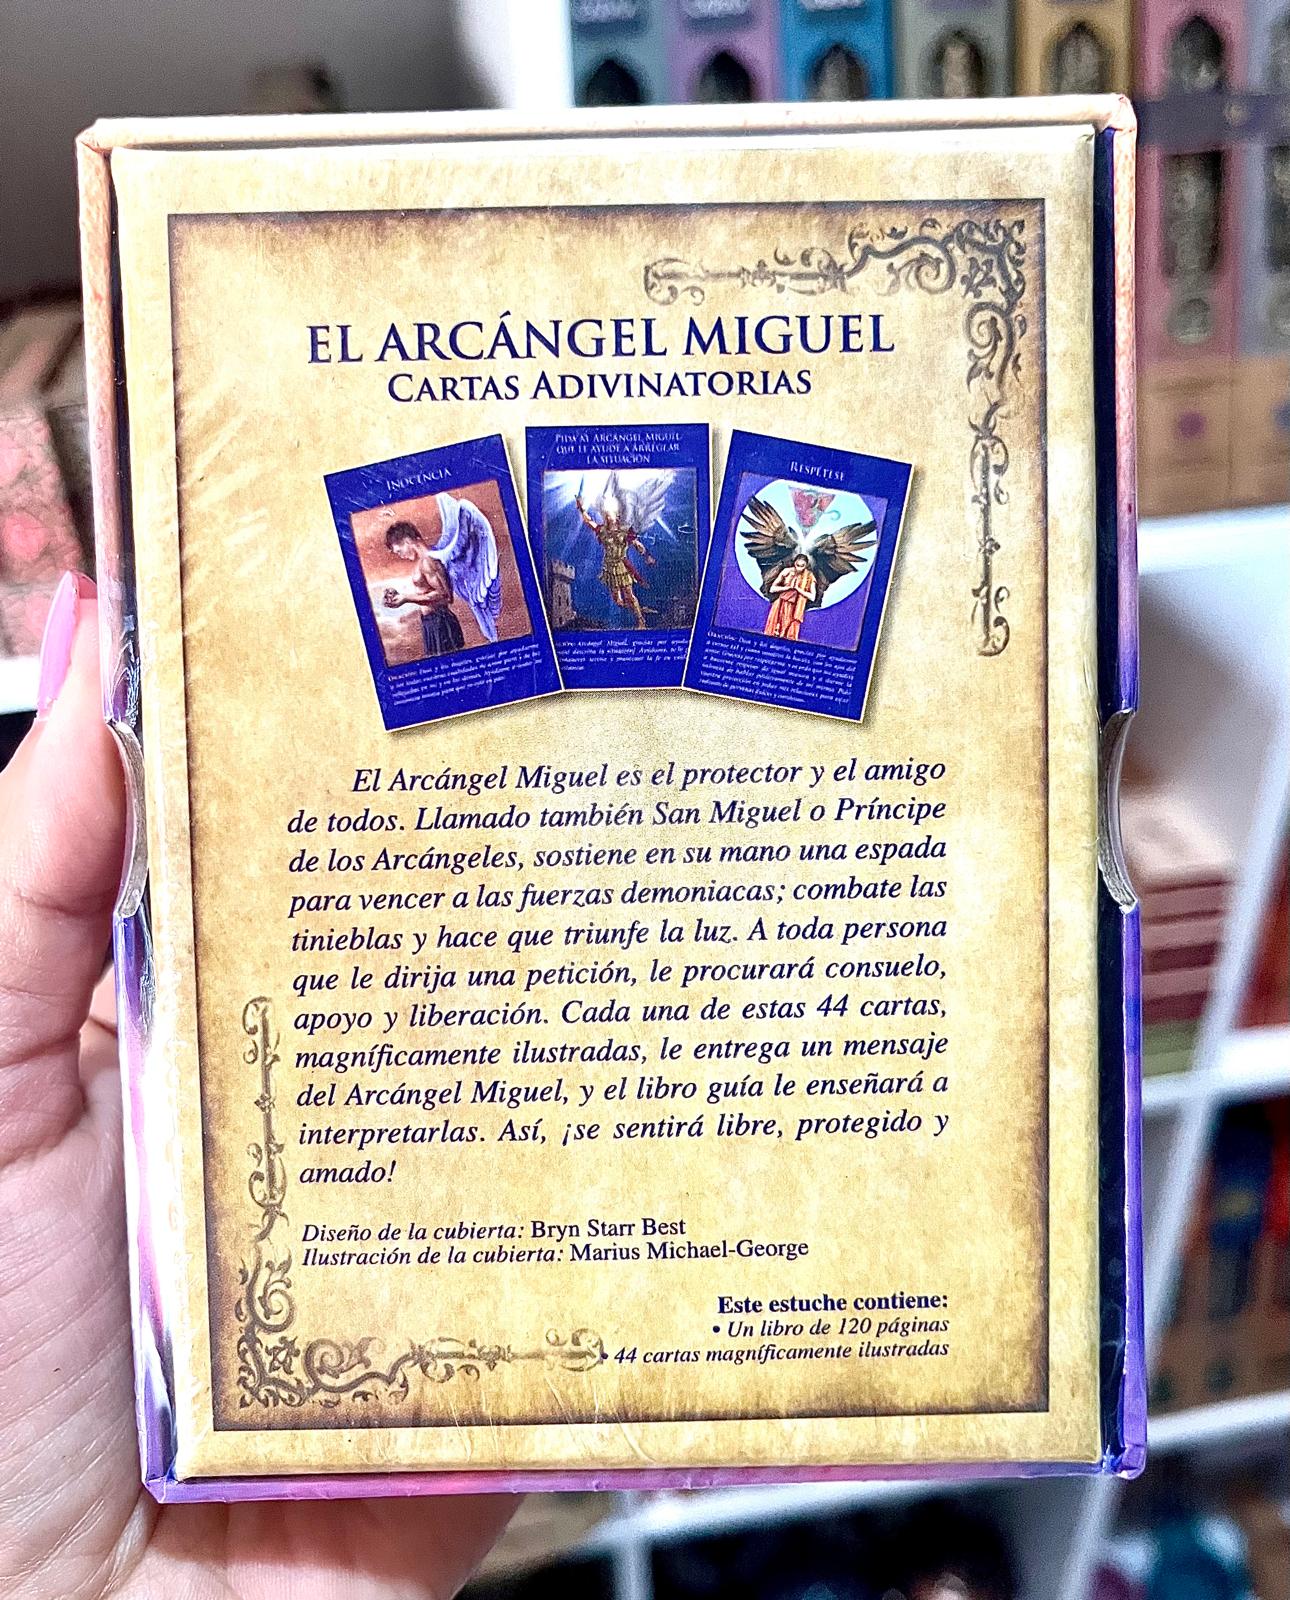 EL ARCÁNGEL MIGUEL
CARTAS ADIVINATORIAS
INOCENCIA
PIDA AL ARCÁNGEL MIGUEL
QUE LE AYUDE A ARREGLAR
LA SITUACIÓN
RESPÉTESE
El Arcángel Miguel es el protector y el amigo
de todos. Llamado también San Miguel o Príncipe
de los Arcángeles, sostiene en su mano una espada
para vencer a las fuerzas demoniacas; combate las
tinieblas y hace que triunfe la luz. A toda persona
que le dirija una petición, le procurará consuelo,
apoyo y liberación. Cada una de estas 44 cartas,
magníficamente ilustradas, le entrega un mensaje
del Arcángel Miguel, y el libro guía le enseñará a
interpretarlas. Así, ¡se sentirá libre, protegido y
amado!
Diseño de la cubierta: Bryn Starr Best
Ilustración de la cubierta: Marius Michael-George
Este estuche contiene:
• Un libro de 120 páginas
• 44 cartas magníficamente ilustradas